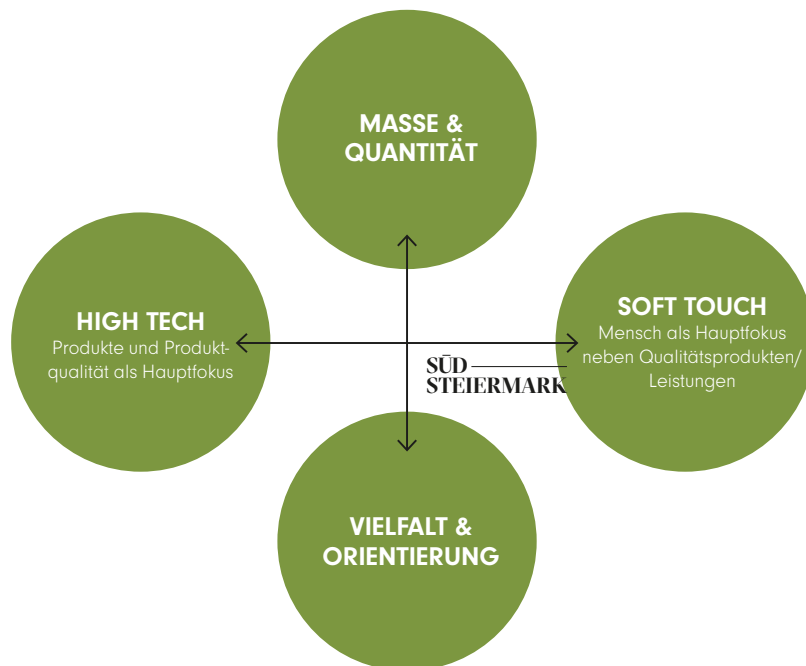 MASSE &
QUANTITÄT
HIGH TECH
Produkte und Produkt-
qualität als Hauptfokus
SOFT TOUCH
Mensch als Hauptfokus
neben Qualitätsprodukten/
Leistungen
SÜD
STEIERMARK
VIELFALT &
ORIENTIERUNG